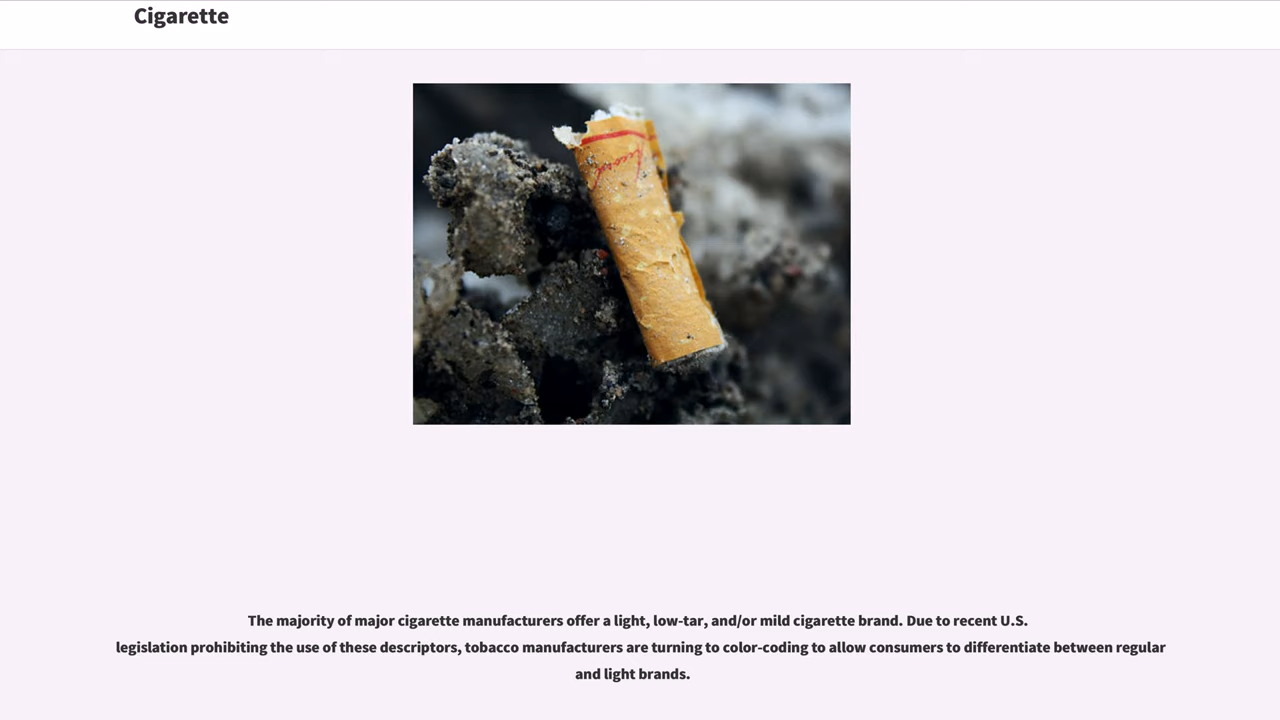 Cigarette
The majority of major cigarette manufacturers offer a light, low-tar, and/or mild cigarette brand. Due to recent U.S.
legislation prohibiting the use of these descriptors, tobacco manufacturers are turning to color-coding to allow consumers to differentiate between regular
and light brands.